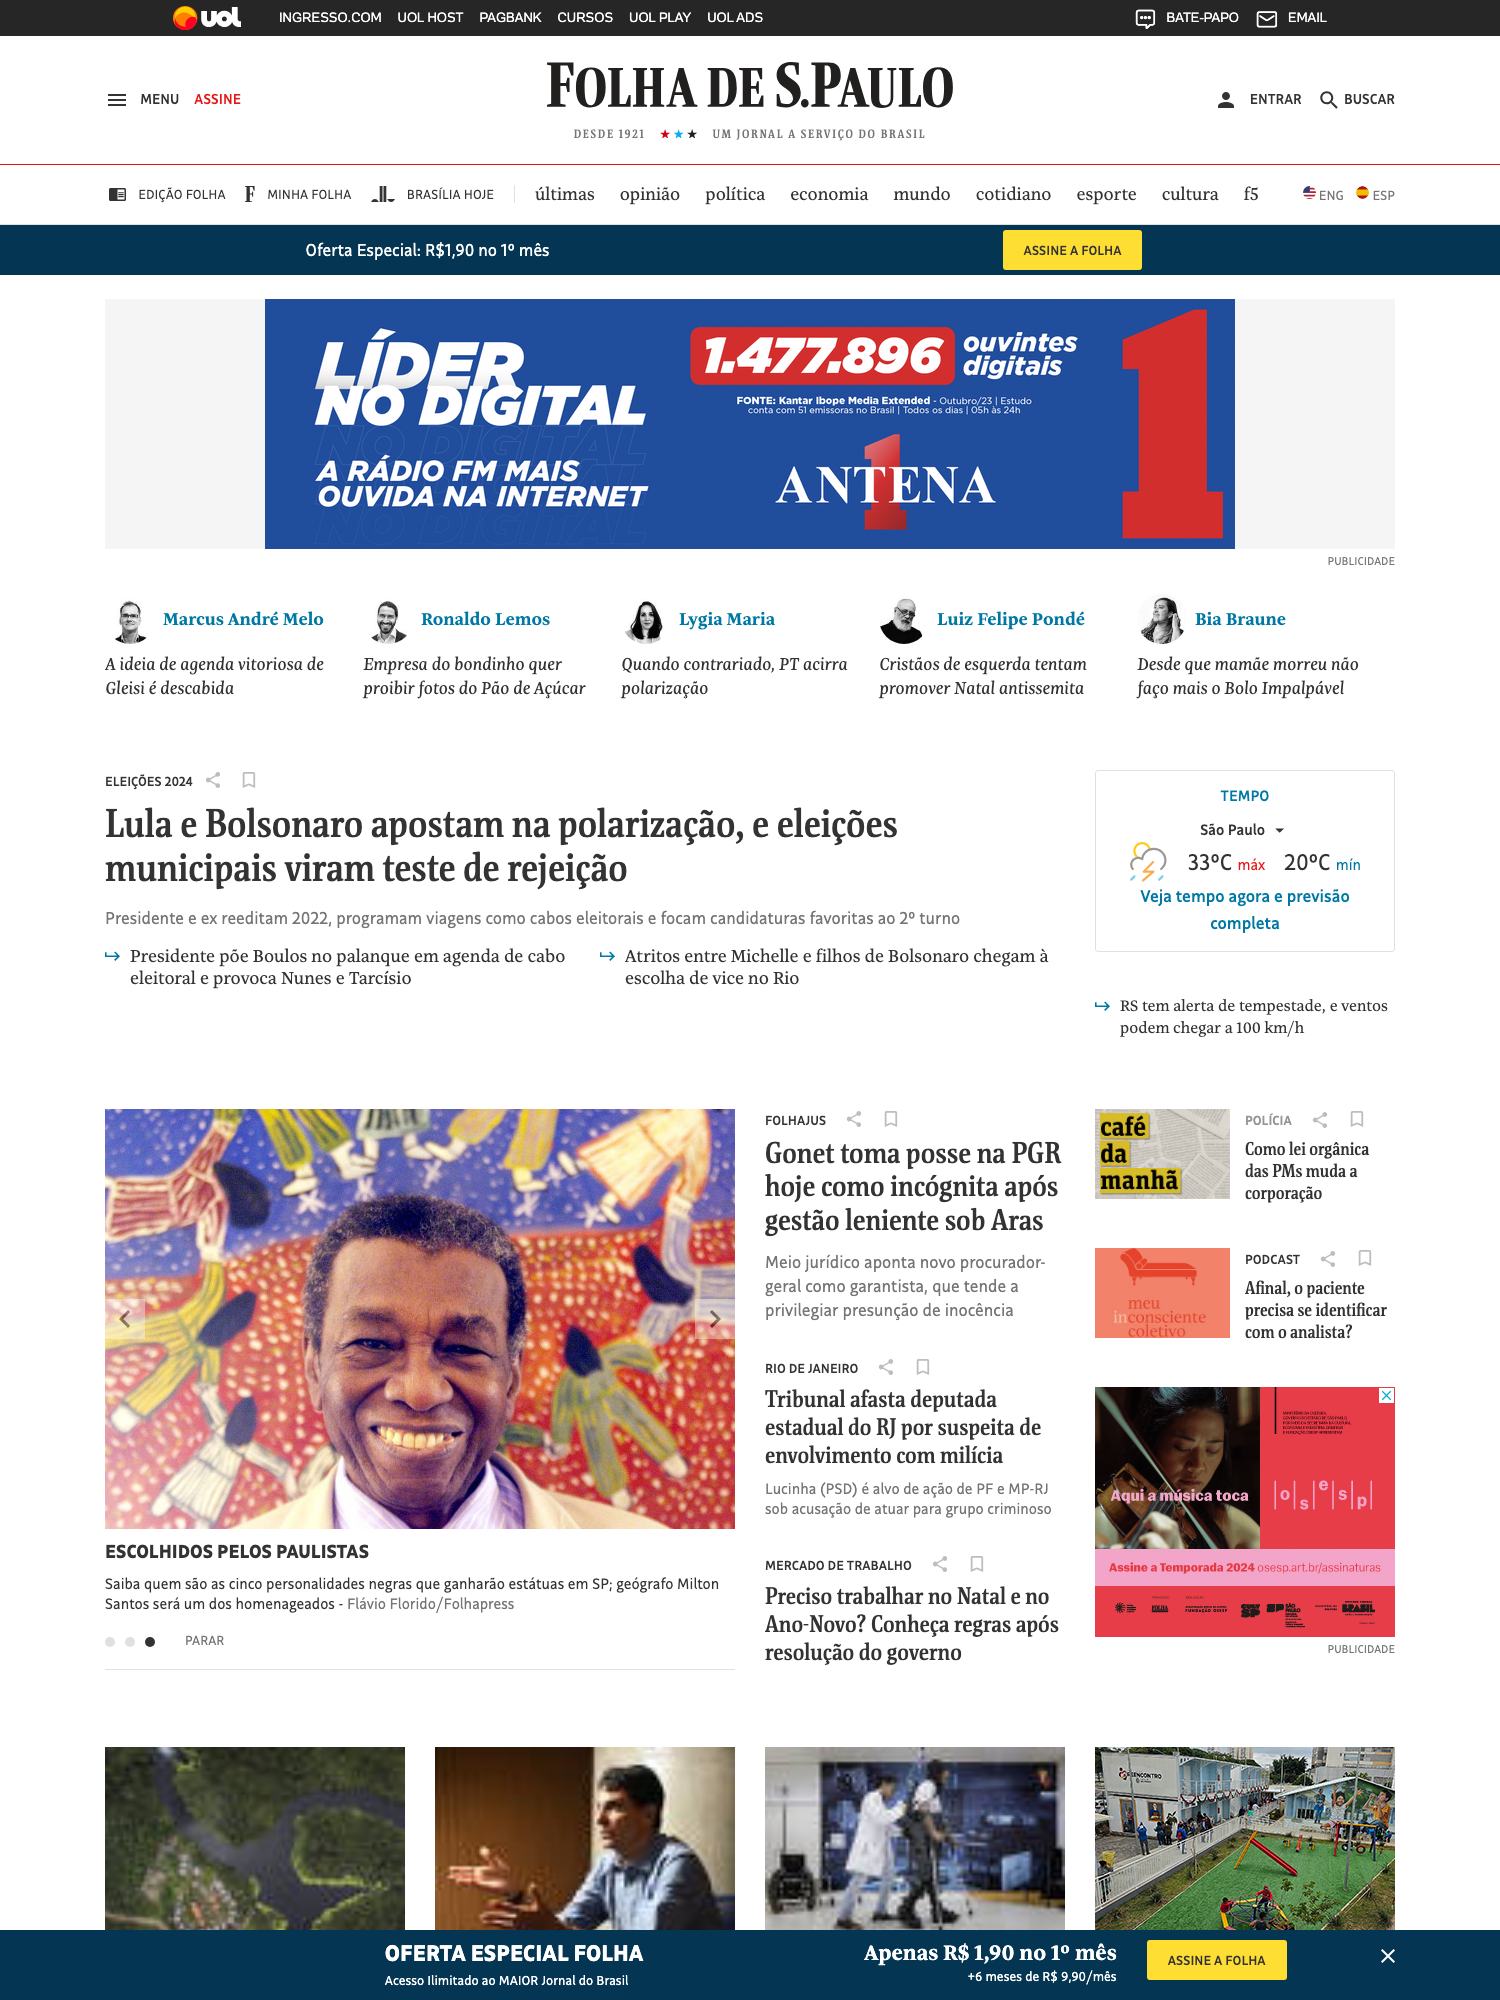 uol INGRESSO.COM UOL HOST PAGBANK CURSOS UOL PLAY UOL ADS BATE-PAPO EMAIL
MENU ASSINE
FOLHA DE S.PAULO
ENTRAR BUSCAR
DESDE 1921 UM JORNAL A SERVIÇO DO BRASIL
EDIÇÃO FOLHA F MINHA FOLHA BRASÍLIA HOJE últimas opinião política economia mundo cotidiano esporte cultura f5 ENG ESP
Oferta Especial: R$1,90 no 1º mês ASSINE A FOLHA
LÍDER
NO DIGITAL
A RÁDIO FM MAIS
OUVIDA NA INTERNET
1.477.896 ouvintes
digitais
FONTE: Kantar Ibope Media Extended - Outubro/23 | Estudo
conta com 51 emissoras no Brasil | Todos os dias | 05h às 24h
ANTENA
1
1
PUBLICIDADE
Marcus André Melo
A ideia de agenda vitoriosa de
Gleisi é descabida
Ronaldo Lemos
Empresa do bondinho quer
proibir fotos do Pão de Açúcar
Lygia Maria
Quando contrariado, PT acirra
polarização
Luiz Felipe Pondé
Cristãos de esquerda tentam
promover Natal antissemita
Bia Braune
Desde que mamãe morreu não
faço mais o Bolo Impalpável
ELEIÇÕES 2024
Lula e Bolsonaro apostam na polarização, e eleições
municipais viram teste de rejeição
Presidente e ex reeditam 2022, programam viagens como cabos eleitorais e focam candidaturas favoritas ao 2º turno
Presidente põe Boulos no palanque em agenda de cabo
eleitoral e provoca Nunes e Tarcísio
Atritos entre Michelle e filhos de Bolsonaro chegam à
escolha de vice no Rio
TEMPO
São Paulo
33ºC máx 20ºC mín
Veja tempo agora e previsão
completa
RS tem alerta de tempestade, e ventos
podem chegar a 100 km/h
ESCOLHIDOS PELOS PAULISTAS
Saiba quem são as cinco personalidades negras que ganharão estátuas em SP; geógrafo Milton
Santos será um dos homenageados - Flávio Florido/Folhapress
PARAR
FOLHAJUS
Gonet toma posse na PGR
hoje como incógnita após
gestão leniente sob Aras
Meio jurídico aponta novo procurador-
geral como garantista, que tende a
privilegiar presunção de inocência
RIO DE JANEIRO
Tribunal afasta deputada
estadual do RJ por suspeita de
envolvimento com milícia
Lucinha (PSD) é alvo de ação de PF e MP-RJ
sob acusação de atuar para grupo criminoso
MERCADO DE TRABALHO
Preciso trabalhar no Natal e no
Ano-Novo? Conheça regras após
resolução do governo
café
da
manhã
POLÍCIA
Como lei orgânica
das PMs muda a
corporação
meu
inconsciente
coletivo
PODCAST
Afinal, o paciente
precisa se identificar
com o analista?
Aqui a música toca
osesp
Assine a Temporada 2024 osesp.art.br/assinaturas
PUBLICIDADE
OFERTA ESPECIAL FOLHA
Acesso Ilimitado ao MAIOR Jornal do Brasil
Apenas R$ 1,90 no 1º mês
+6 meses de R$ 9,90/mês
ASSINE A FOLHA